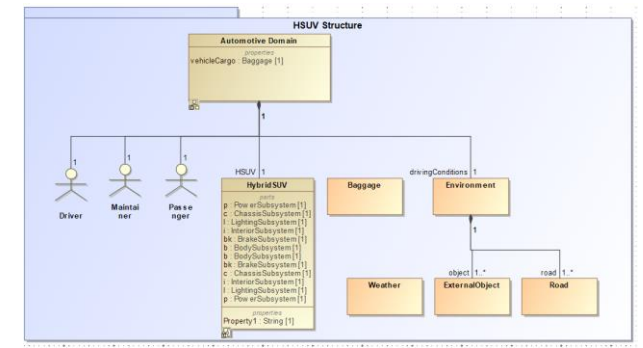 HSUV Structure
Automotive Domain
properties
vehicleCargo : Baggage [1]
1
1
1
1
HSUV
1
drivingConditions
1
Driver
Maintai
ner
Passe
nger
HybridSUV
parts
p : PowerSubsystem [1]
c : ChassisSubsystem [1]
l : LightingSubsystem [1]
i : InteriorSubsystem [1]
bk : BrakeSubsystem [1]
b : BodySubsystem [1]
b : BodySubsystem [1]
bk : BrakeSubsystem [1]
c : ChassisSubsystem [1]
i : InteriorSubsystem [1]
l : LightingSubsystem [1]
p : PowerSubsystem [1]
properties
Property1 : String [1]
Baggage
Environment
1
object
1..*
road
1..*
Weather
ExternalObject
Road